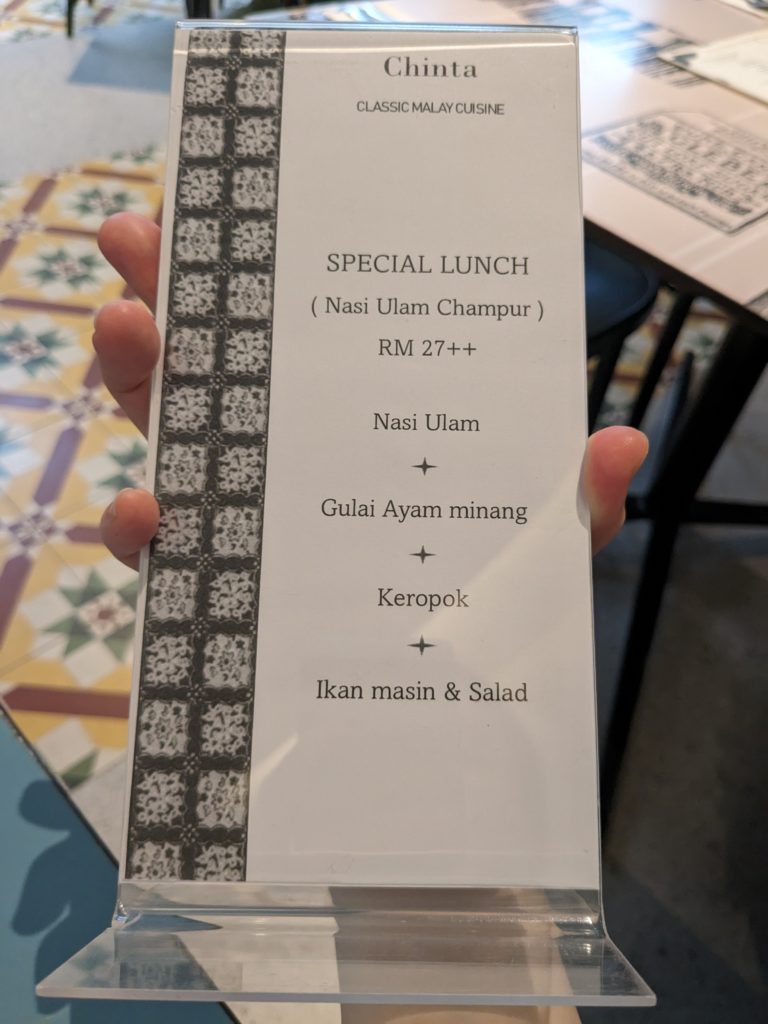 Chinta
CLASSIC MALAY CUISINE
SPECIAL LUNCH
( Nasi Ulam Champur )
RM 27++
Nasi Ulam
Gulai Ayam minang
Keropok
Ikan masin & Salad